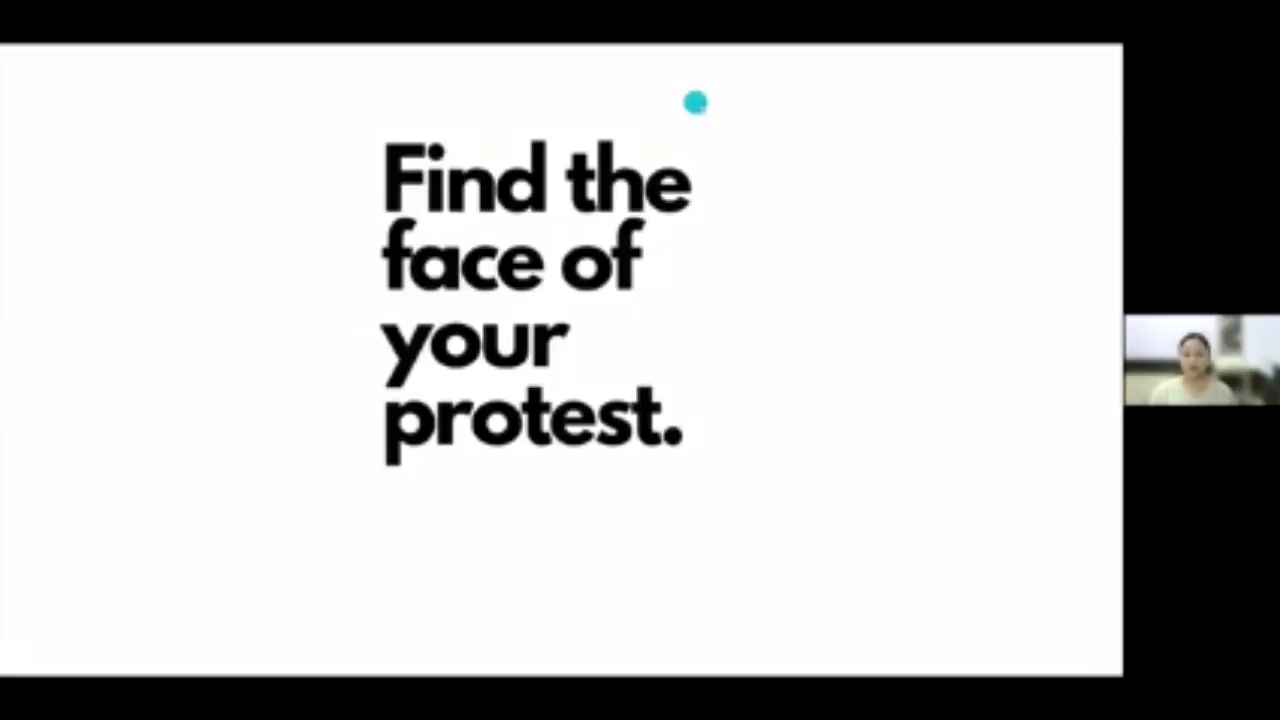 Find the
face of
your
protest.